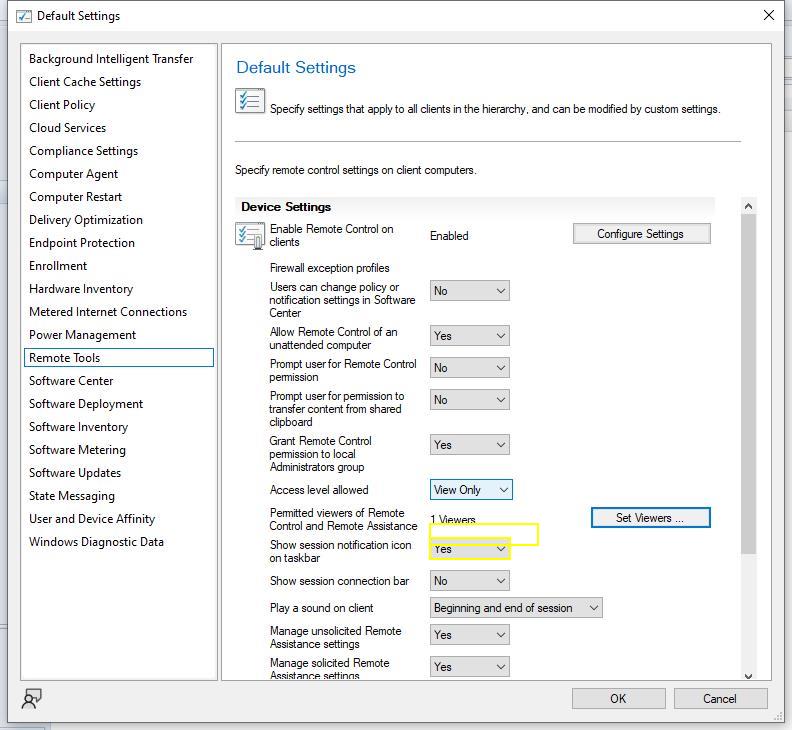 Default Settings
Background Intelligent Transfer
Client Cache Settings
Client Policy
Cloud Services
Compliance Settings
Computer Agent
Computer Restart
Delivery Optimization
Endpoint Protection
Enrollment
Hardware Inventory
Metered Internet Connections
Power Management
Remote Tools
Software Center
Software Deployment
Software Inventory
Software Metering
Software Updates
State Messaging
User and Device Affinity
Windows Diagnostic Data
Default Settings
Specify settings that apply to all clients in the hierarchy, and can be modified by custom settings.
Specify remote control settings on client computers.
Device Settings
Enable Remote Control on
clients
Enabled
Configure Settings
Firewall exception profiles
Users can change policy or
notification settings in Software
Center
No
Allow Remote Control of an
unattended computer
Yes
Prompt user for Remote Control
permission
No
Prompt user for permission to
transfer content from shared
clipboard
No
Grant Remote Control
permission to local
Administrators group
Yes
Access level allowed
View Only
Permitted viewers of Remote
Control and Remote Assistance
1 Viewers
Set Viewers ...
Show session notification icon
on taskbar
Yes
Show session connection bar
No
Play a sound on client
Beginning and end of session
Manage unsolicited Remote
Assistance settings
Yes
Manage solicited Remote
Assistance settings
Yes
OK
Cancel